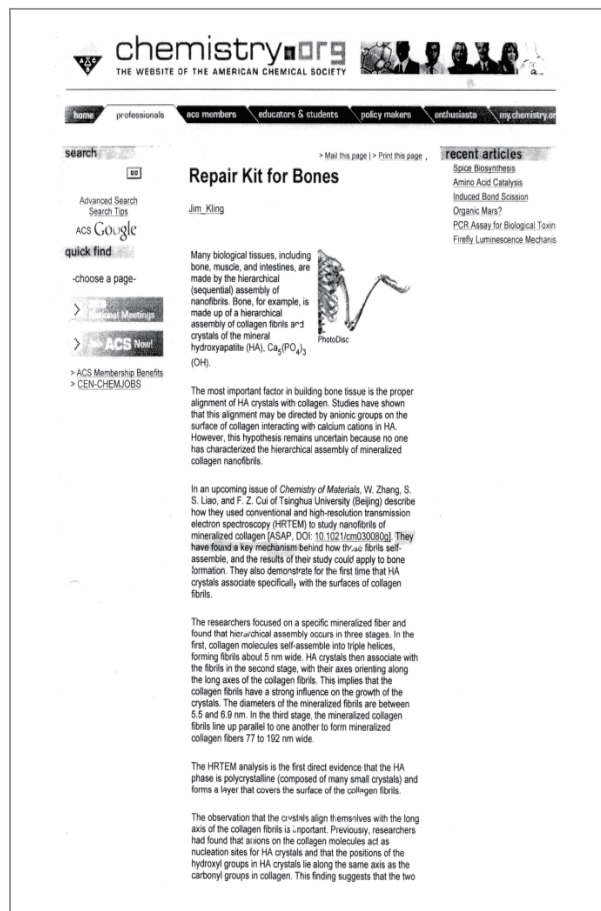 chemistry.org
THE WEBSITE OF THE AMERICAN CHEMICAL SOCIETY
home professionals acs members educators & students policy makers enthusiasts my.chemistry.or
search
GO
Advanced Search
Search Tips
ACS Google
quick find
-choose a page-
National Meetings
ACS Now!
> ACS Membership Benefits
> CEN-CHEMJOBS
> Mail this page | > Print this page
Repair Kit for Bones
Jim Kling
Many biological tissues, including
bone, muscle, and intestines, are
made by the hierarchical
(sequential) assembly of
nanofibrils. Bone, for example, is
made up of a hierarchical
assembly of collagen fibrils and
crystals of the mineral
hydroxyapatite (HA), Ca5(PO4)3
(OH).
PhotoDisc
The most important factor in building bone tissue is the proper
alignment of HA crystals with collagen. Studies have shown
that this alignment may be directed by anionic groups on the
surface of collagen interacting with calcium cations in HA.
However, this hypothesis remains uncertain because no one
has characterized the hierarchical assembly of mineralized
collagen nanofibrils.
In an upcoming issue of Chemistry of Materials, W. Zhang, S.
S. Liao, and F. Z. Cui of Tsinghua University (Beijing) describe
how they used conventional and high-resolution transmission
electron spectroscopy (HRTEM) to study nanofibrils of
mineralized collagen [ASAP, DOI: 10.1021/cm030080g]. They
have found a key mechanism behind how these fibrils self-
assemble, and the results of their study could apply to bone
formation. They also demonstrate for the first time that HA
crystals associate specifically with the surfaces of collagen
fibrils.
The researchers focused on a specific mineralized fiber and
found that hierarchical assembly occurs in three stages. In the
first, collagen molecules self-assemble into triple helices,
forming fibrils about 5 nm wide. HA crystals then associate with
the fibrils in the second stage, with their axes orienting along
the long axes of the collagen fibrils. This implies that the
collagen fibrils have a strong influence on the growth of the
crystals. The diameters of the mineralized fibrils are between
5.5 and 6.9 nm. In the third stage, the mineralized collagen
fibrils line up parallel to one another to form mineralized
collagen fibers 77 to 192 nm wide.
The HRTEM analysis is the first direct evidence that the HA
phase is polycrystalline (composed of many small crystals) and
forms a layer that covers the surface of the collagen fibrils.
The observation that the crystals align themselves with the long
axis of the collagen fibrils is important. Previously, researchers
had found that anions on the collagen molecules act as
nucleation sites for HA crystals and that the positions of the
hydroxyl groups in HA crystals lie along the same axis as the
carbonyl groups in collagen. This finding suggests that the two
recent articles
Spice Biosynthesis
Amino Acid Catalysis
Induced Bond Scission
Organic Mars?
PCR Assay for Biological Toxin
Firefly Luminescence Mechanis